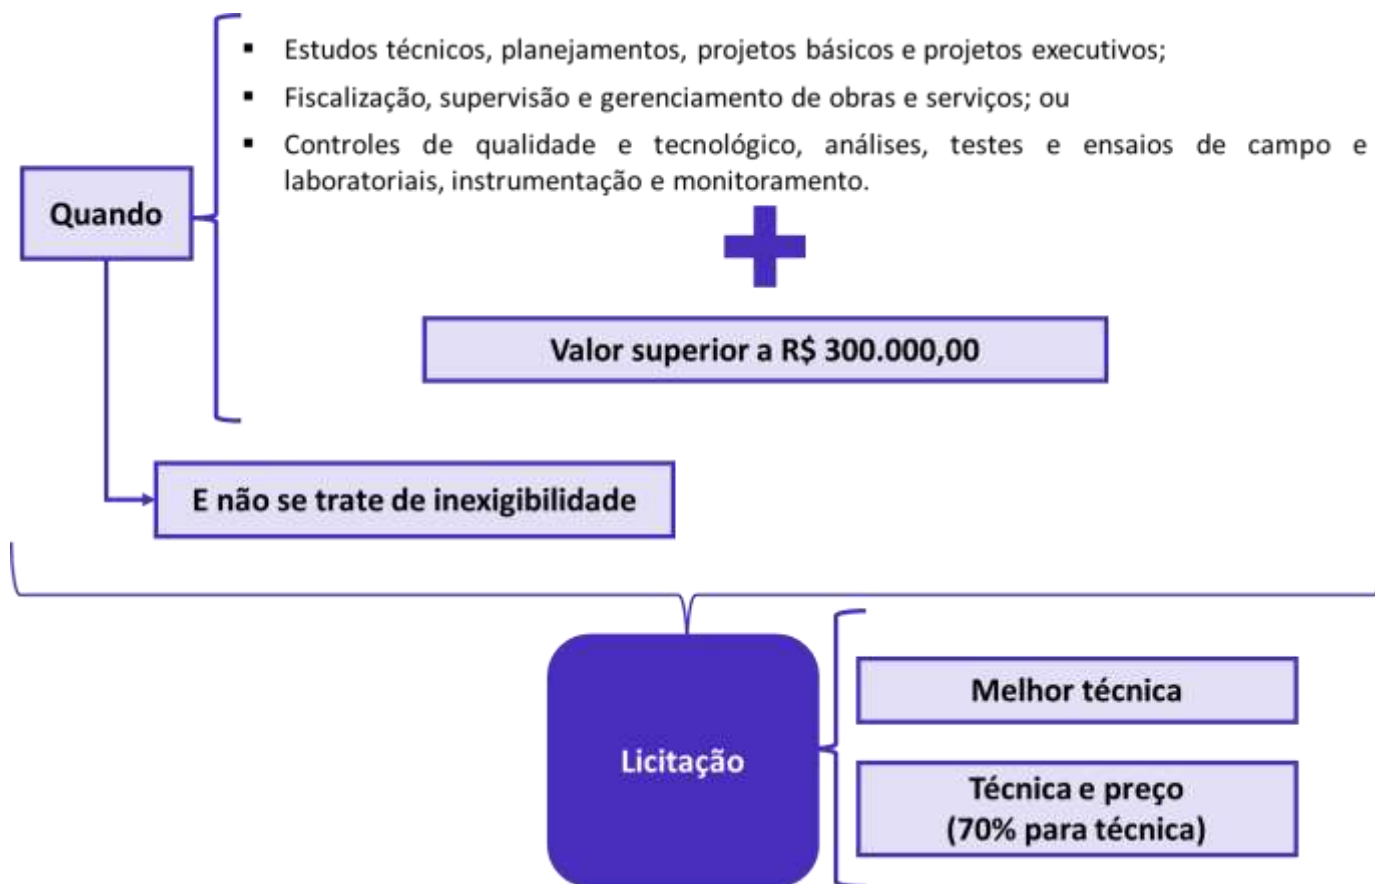 ▪ Estudos técnicos, planejamentos, projetos básicos e projetos executivos;
▪ Fiscalização, supervisão e gerenciamento de obras e serviços; ou
▪ Controles de qualidade e tecnológico, análises, testes e ensaios de campo e
laboratoriais, instrumentação e monitoramento.
Quando
Valor superior a R$ 300.000,00
E não se trate de inexigibilidade
Licitação
Melhor técnica
Técnica e preço
(70% para técnica)